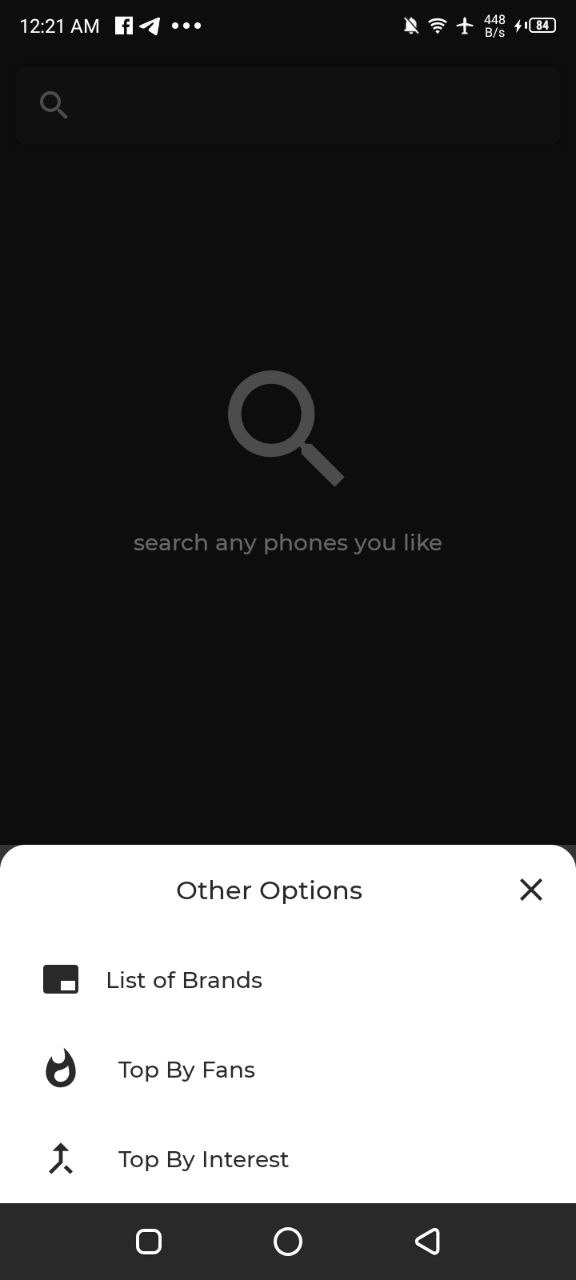 12:21 AM
448
B/s
84
search any phones you like
Other Options
List of Brands
Top By Fans
Top By Interest